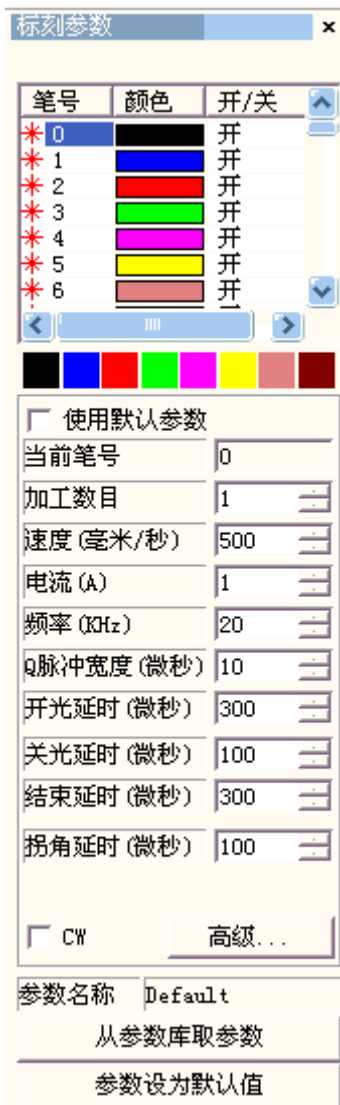 标刻参数
笔号 颜色 开/关
0 开
1 开
2 开
3 开
4 开
5 开
6 开
使用默认参数
当前笔号 0
加工数目 1
速度(毫米/秒) 500
电流(A) 1
频率(KHz) 20
Q脉冲宽度(微秒) 10
开光延时(微秒) 300
关光延时(微秒) 100
结束延时(微秒) 300
拐角延时(微秒) 100
CW 高级...
参数名称 Default
从参数库取参数
参数设为默认值